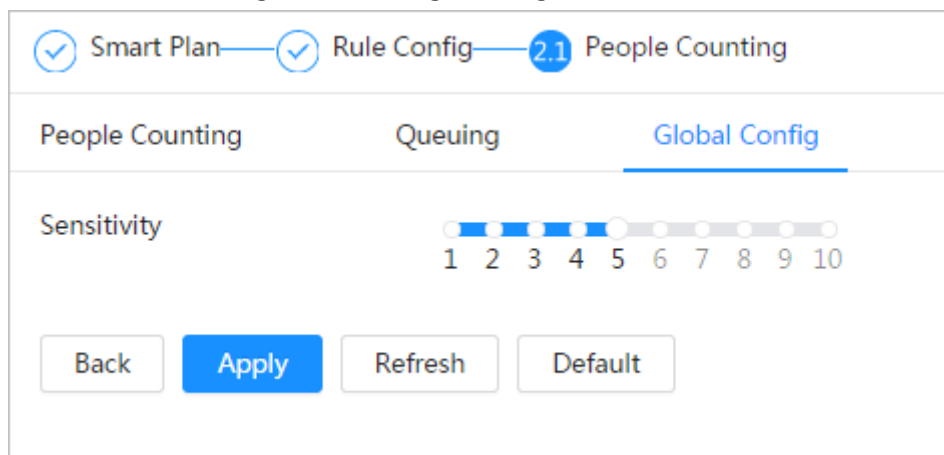 Smart Plan Rule Config 2.1 People Counting
People Counting Queuing Global Config
Sensitivity
1 2 3 4 5 6 7 8 9 10
Back Apply Refresh Default